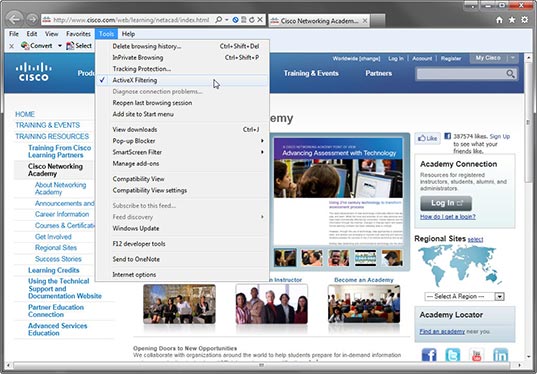 http://www.cisco.com/web/learning/netacad/index.html
Cisco Networking Academy...
File Edit View Favorites Tools Help
Convert Select
Delete browsing history... Ctrl+Shift+Del
InPrivate Browsing Ctrl+Shift+P
Tracking Protection...
ActiveX Filtering
Diagnose connection problems...
Reopen last browsing session
Add site to Start menu
View downloads Ctrl+J
Pop-up Blocker
SmartScreen Filter
Manage add-ons
Compatibility View
Compatibility View settings
Subscribe to this feed...
Feed discovery
Windows Update
F12 developer tools
Send to OneNote
Internet options
Worldwide [change] Log In Account Register My Cisco
CISCO
Training & Events Partners
HOME
TRAINING & EVENTS
TRAINING RESOURCES
Training From Cisco
Learning Partners
Cisco Networking
Academy
About Networking
Academy
Announcements and
Career Information
Courses & Certifica
Get Involved
Regional Sites
Success Stories
Learning Credits
Using the Technical
Support and
Documentation Website
Partner Education
Connection
Advanced Services
Education
Advancing Assessment with Technology
Become an Academy
Opening Doors to New Opportunities
We collaborate with organizations around the world to help students prepare for in-demand information
Like 387574 likes. Sign Up
to see what your
friends like.
Academy Connection
Resources for registered
instructors, students, alumni, and
administrators.
Log In
How do I get a login?
Regional Sites select
--- Select A Region ---
Academy Locator
Find an academy near you.